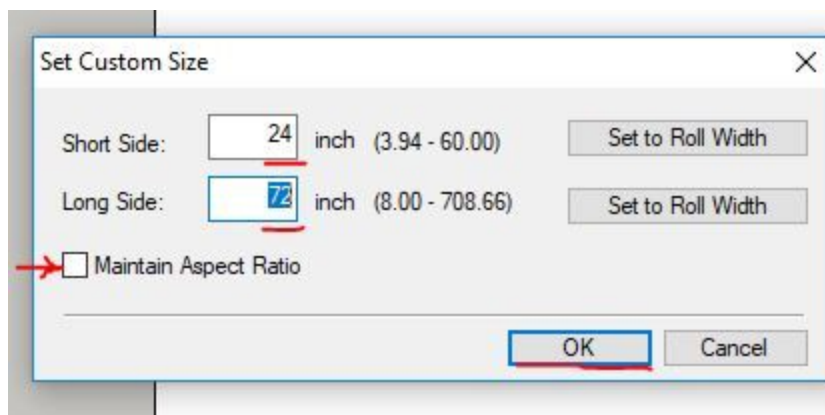 Set Custom Size
Short Side: 24 inch (3.94 - 60.00) Set to Roll Width
Long Side: 72 inch (8.00 - 708.66) Set to Roll Width
Maintain Aspect Ratio
OK Cancel